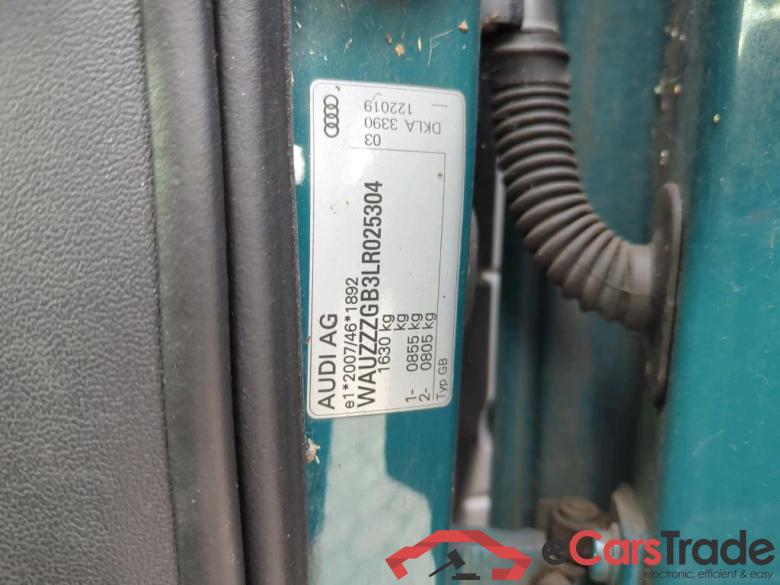 AUDI AG
e1*2007/46*1892
WAUZZZGB3LR025304
1630 kg
kg
1- 0855 kg
2- 0805 kg
Typ GB
03
DKLA 3390
122019
eCarsTrade
electronic, efficient & easy